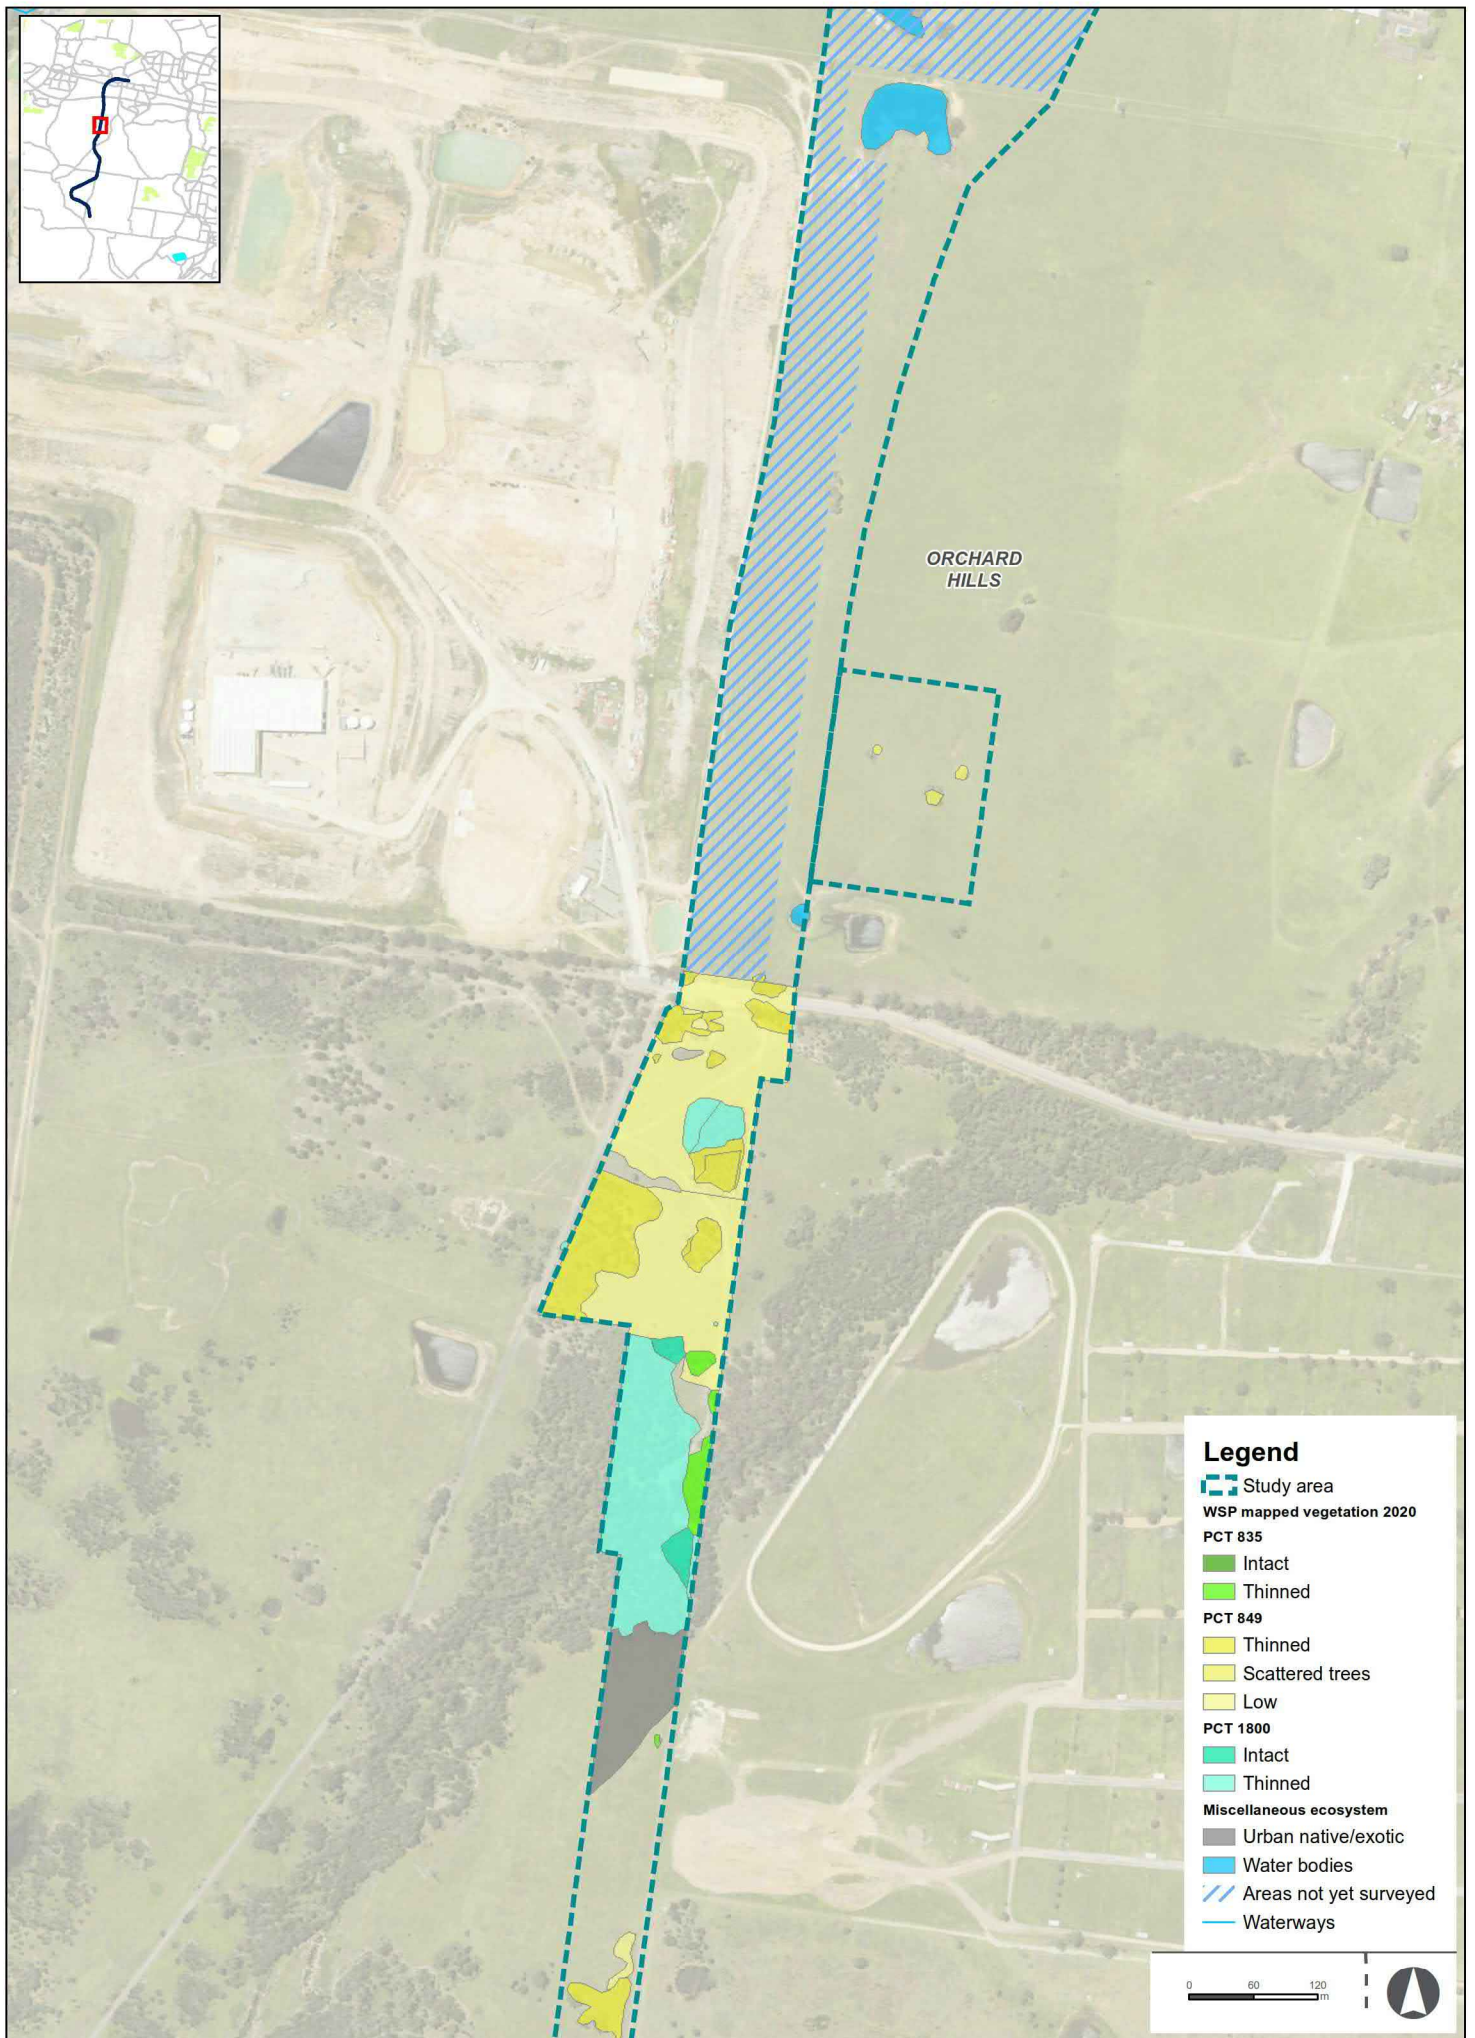 ORCHARD
HILLS
Legend
Study area
WSP mapped vegetation 2020
PCT 835
Intact
Thinned
PCT 849
Thinned
Scattered trees
Low
PCT 1800
Intact
Thinned
Miscellaneous ecosystem
Urban native/exotic
Water bodies
Areas not yet surveyed
Waterways
0 60 120
m